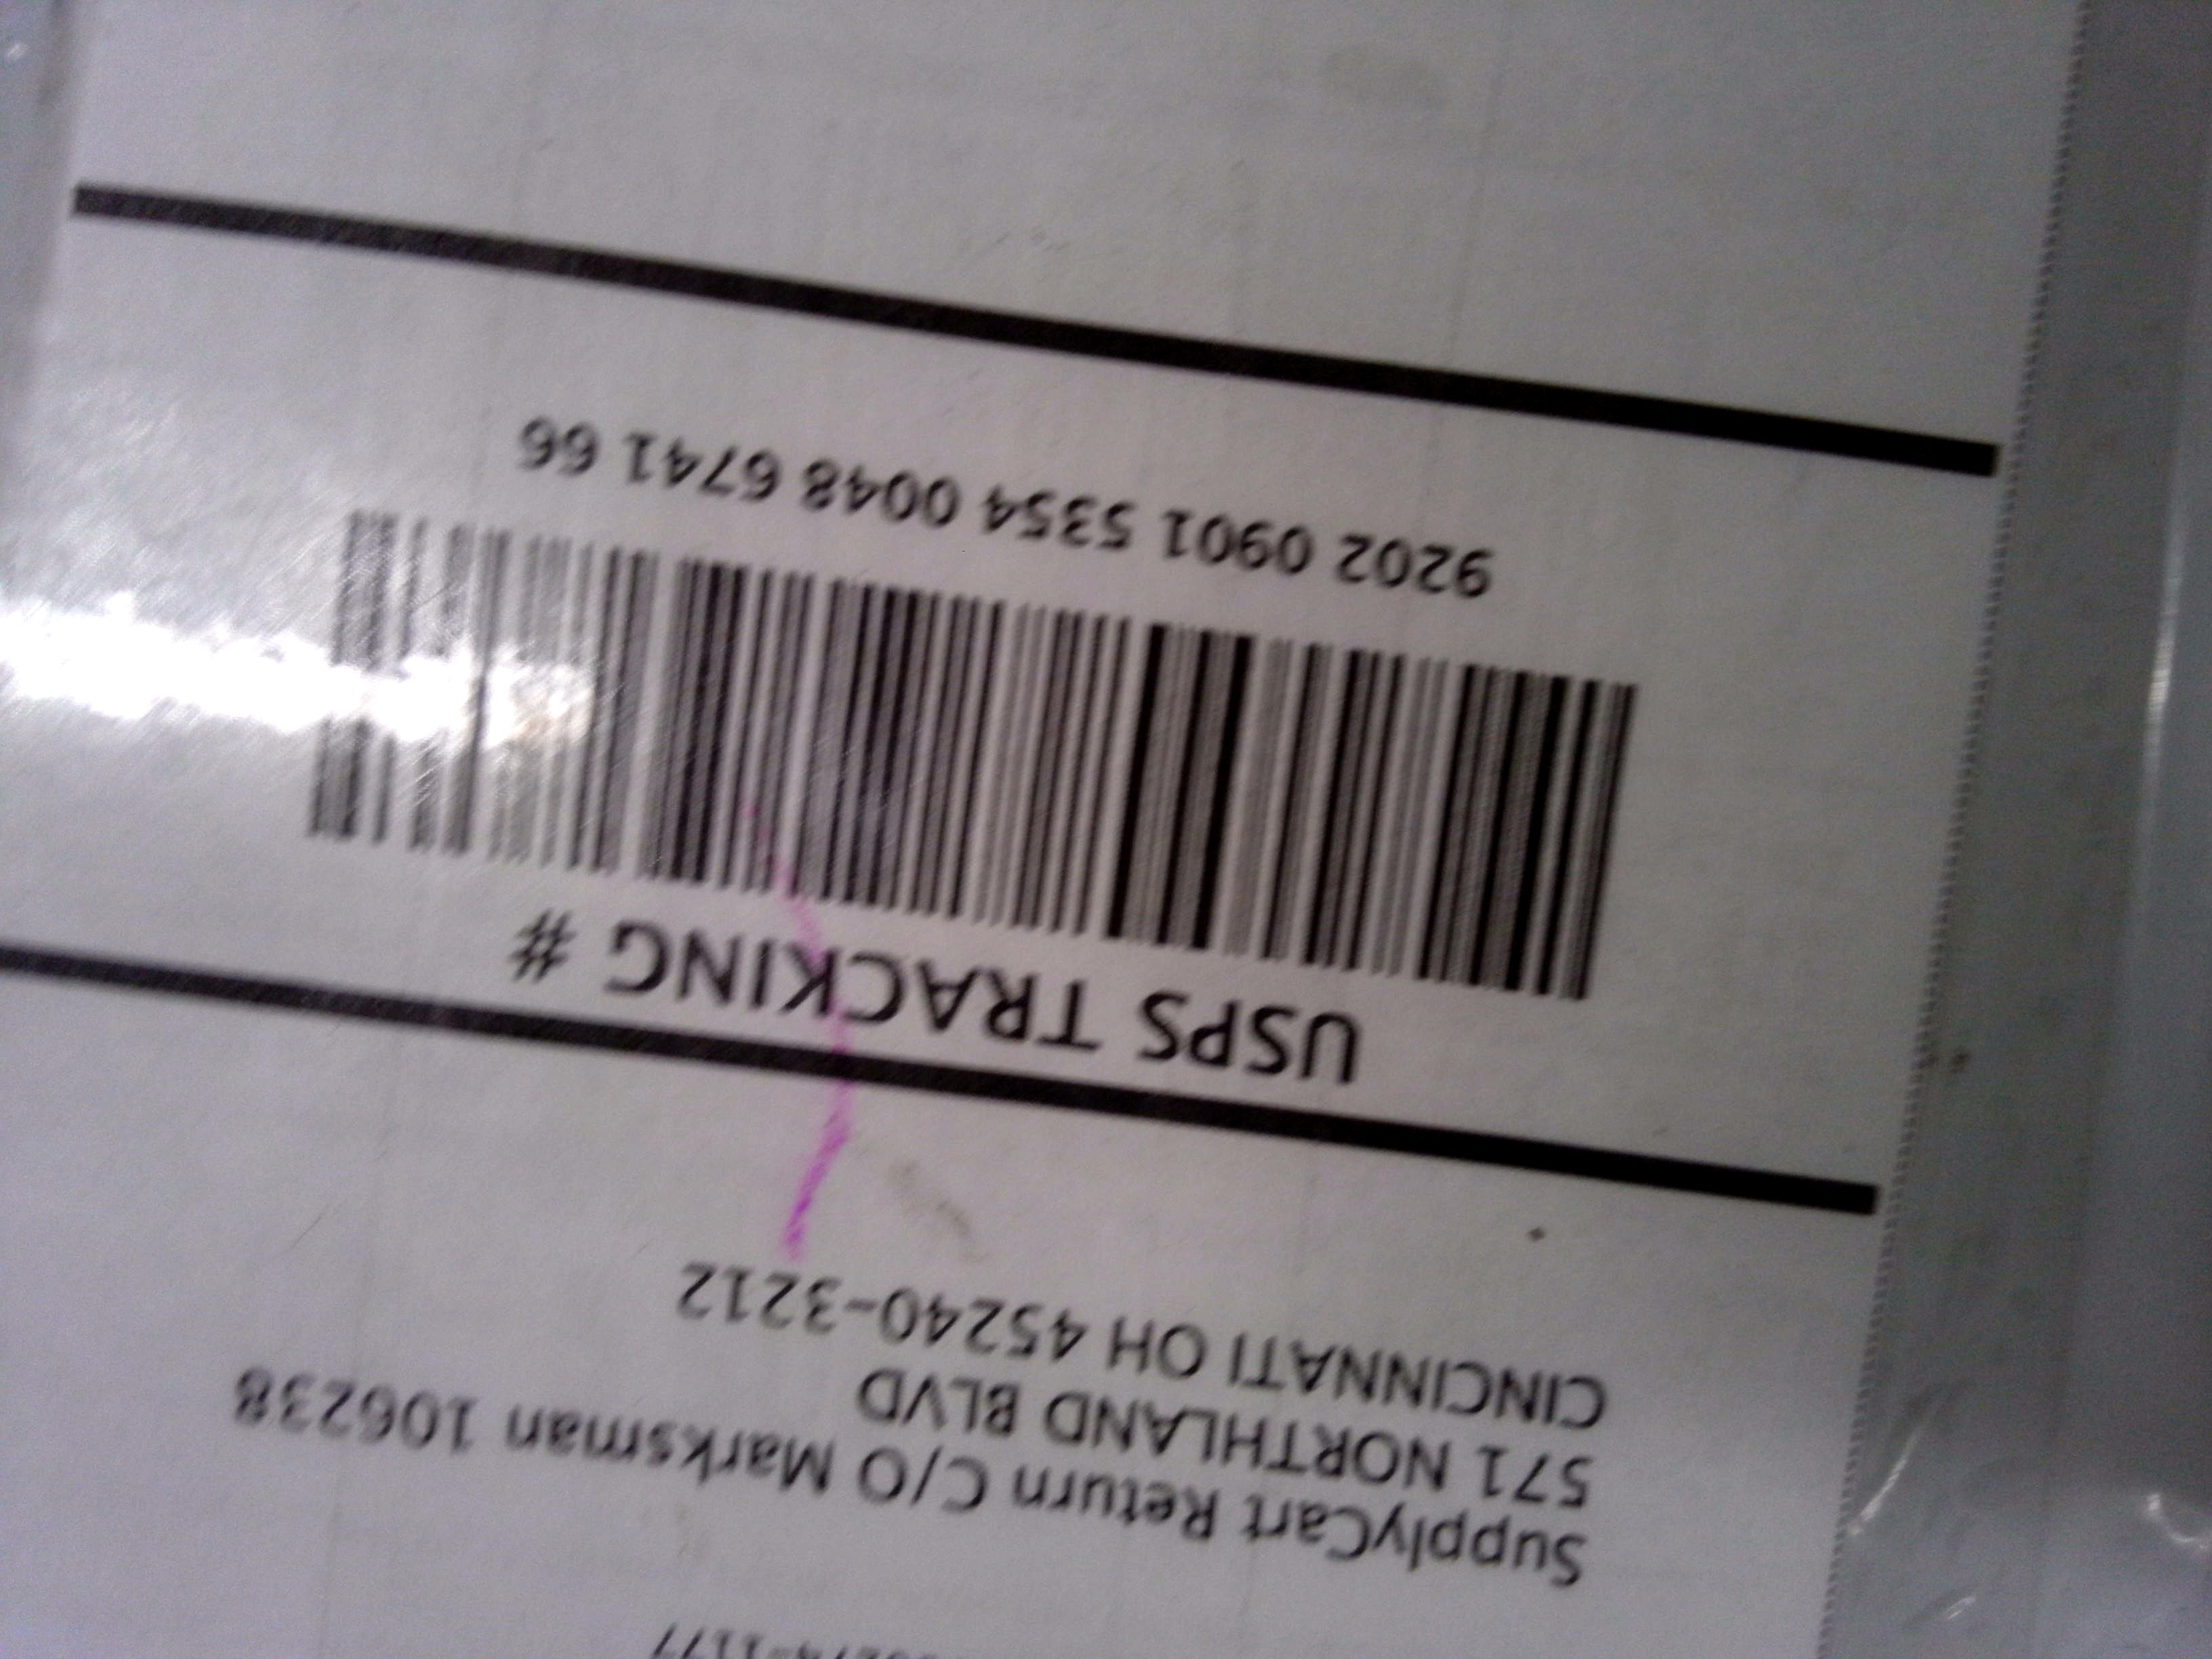 SupplyCart Return C/O Marksman 106238
571 NORTHLAND BLVD
CINCINNATI OH 45240-3212
USPS TRACKING #
9202 0901 5354 0048 6741 66